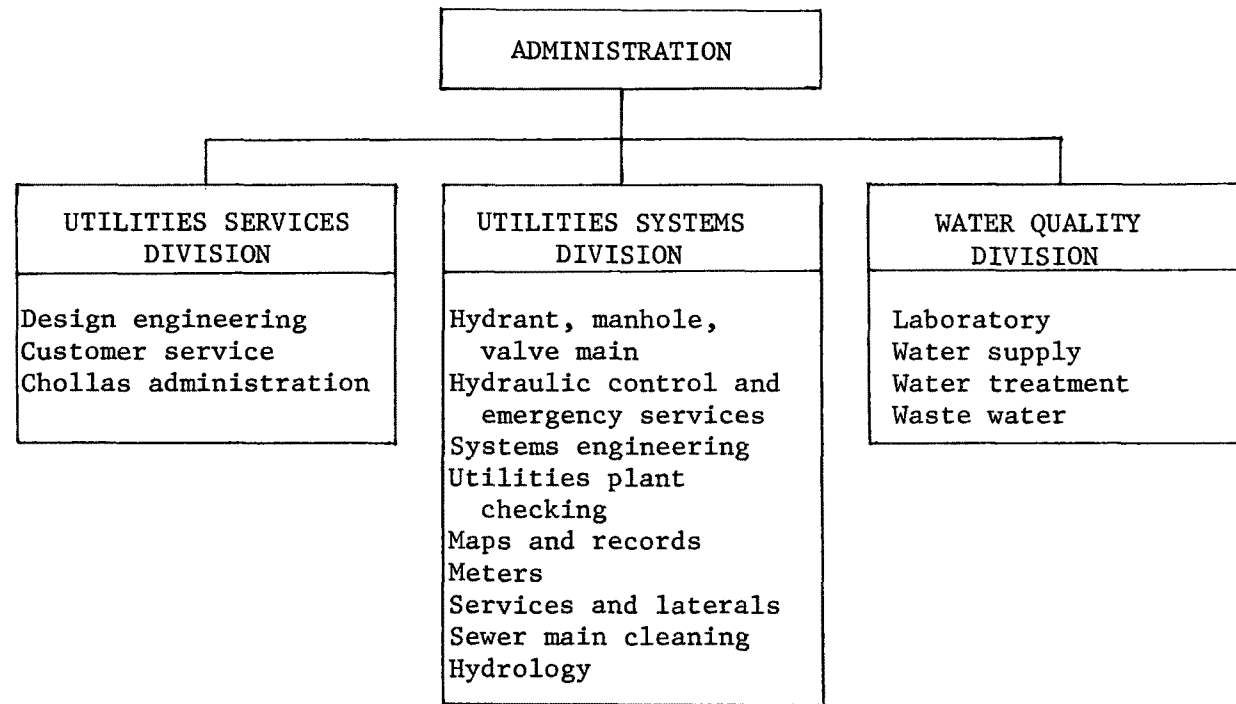 ADMINISTRATION
UTILITIES SERVICES
DIVISION
Design engineering
Customer service
Chollas administration
UTILITIES SYSTEMS
DIVISION
Hydrant, manhole,
valve main
Hydraulic control and
emergency services
Systems engineering
Utilities plant
checking
Maps and records
Meters
Services and laterals
Sewer main cleaning
Hydrology
WATER QUALITY
DIVISION
Laboratory
Water supply
Water treatment
Waste water